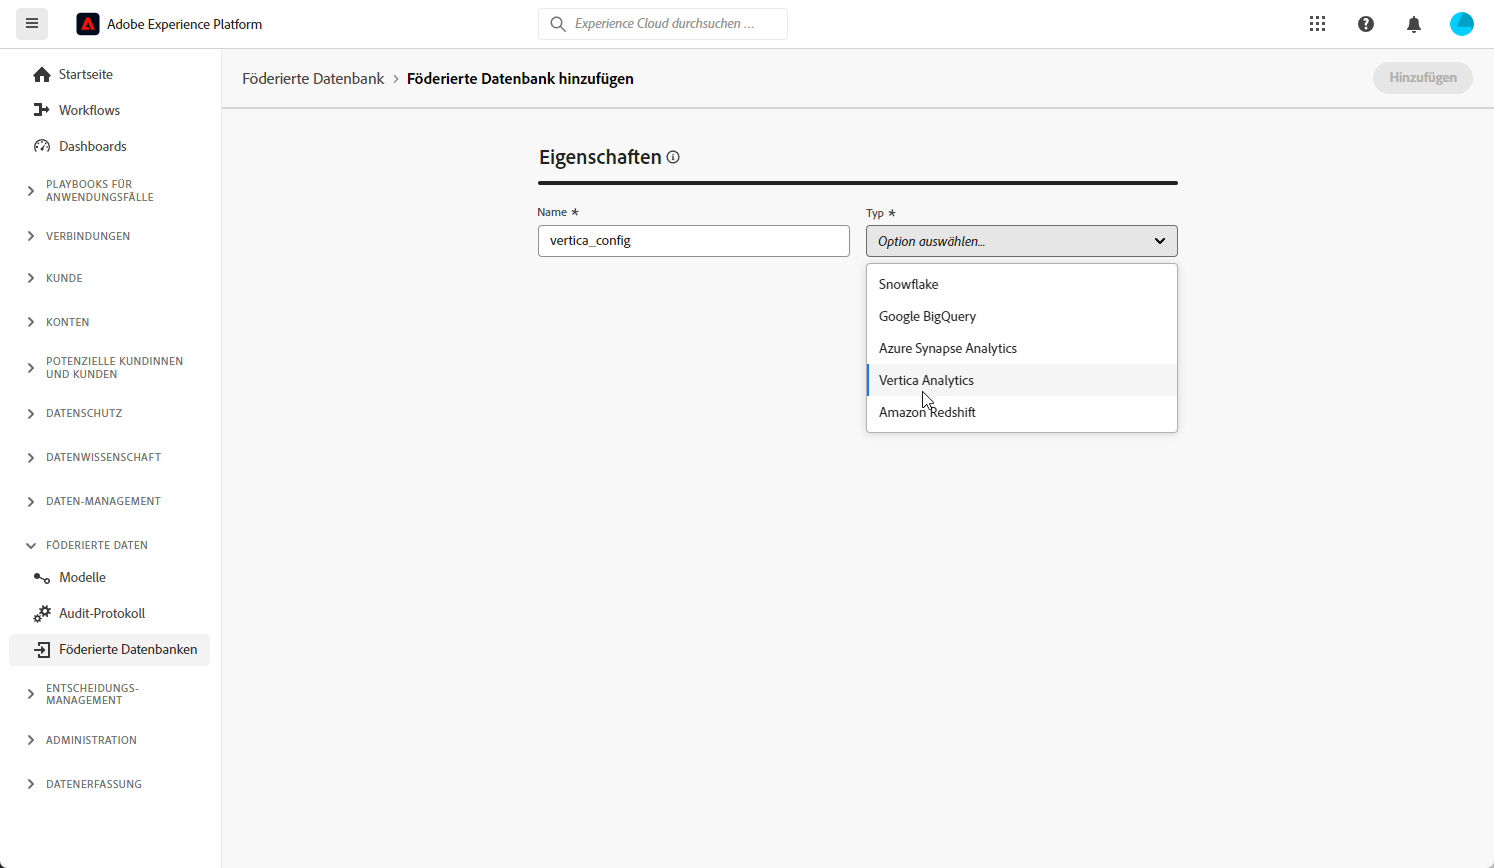 Adobe Experience Platform
Experience Cloud durchsuchen ...
Startseite
Workflows
Dashboards
PLAYBOOKS FÜR
ANWENDUNGSFÄLLE
VERBINDUNGEN
KUNDE
KONTEN
POTENZIELLE KUNDINNEN
UND KUNDEN
DATENSCHUTZ
DATENWISSENSCHAFT
DATEN-MANAGEMENT
FÖDERIERTE DATEN
Modelle
Audit-Protokoll
Föderierte Datenbanken
ENTSCHEIDUNGS-
MANAGEMENT
ADMINISTRATION
DATENERFASSUNG
Föderierte Datenbank > Föderierte Datenbank hinzufügen
Hinzufügen
Eigenschaften
Name *
vertica_config
Typ *
Option auswählen...
Snowflake
Google BigQuery
Azure Synapse Analytics
Vertica Analytics
Amazon Redshift